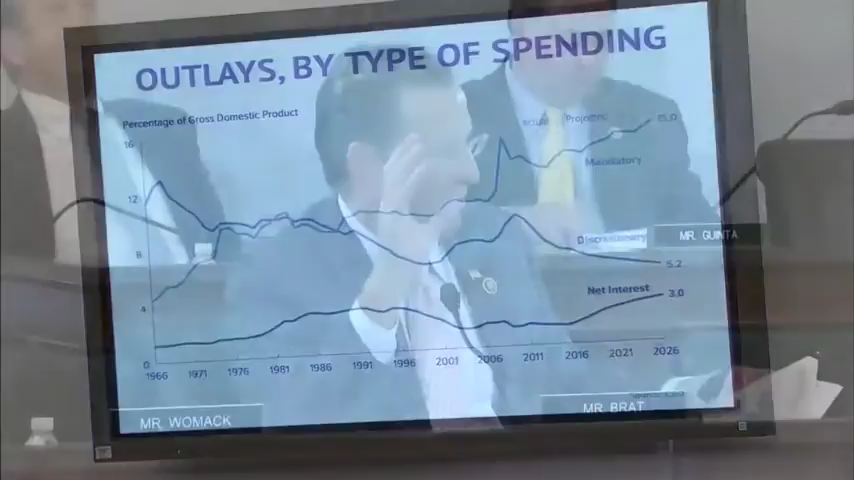 OUTLAYS, BY TYPE OF SPENDING
Percentage of Gross Domestic Product
Actual Projected
16
15.0
Mandatory
12
MR. GUINTA
Discretionary
8
5.2
Net Interest
3.0
4
0
1966 1971 1976 1981 1986 1991 1996 2001 2006 2011 2016 2021 2026
MR. WOMACK
MR. BRAT